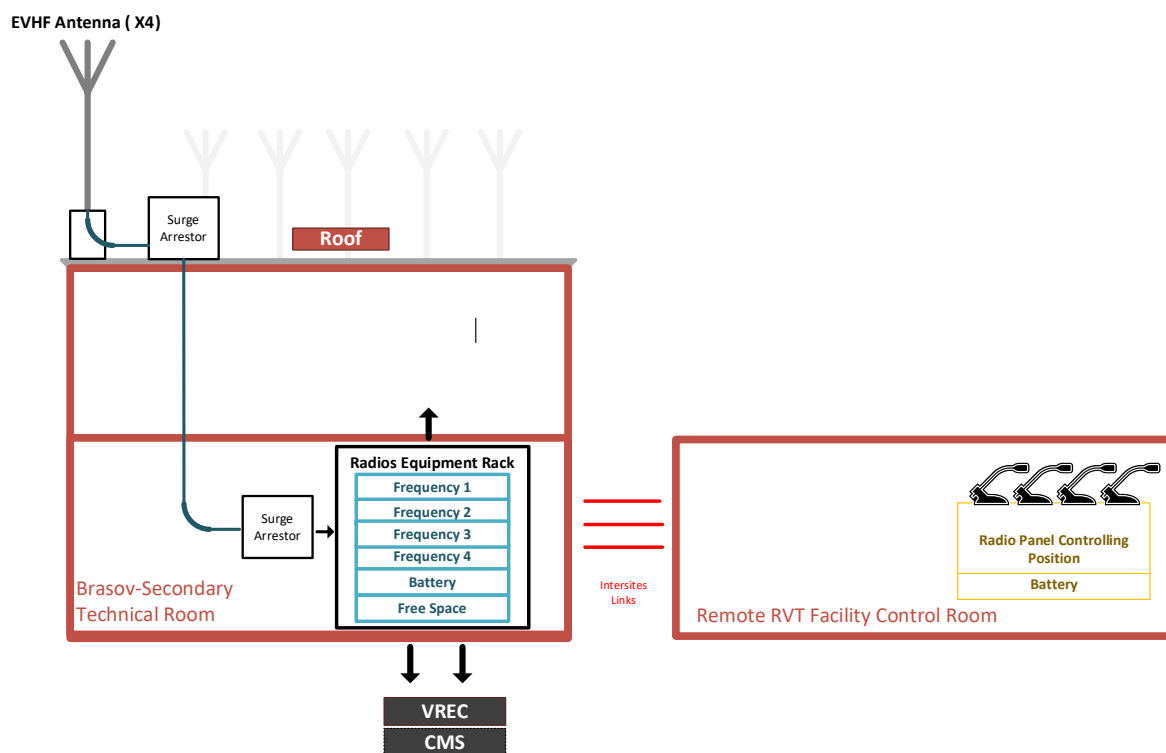 EVHF Antenna ( X4)
Surge
Arrestor
Roof
Radios Equipment Rack
Frequency 1
Frequency 2
Frequency 3
Frequency 4
Battery
Free Space
Surge
Arrestor
Brasov-Secondary
Technical Room
Intersites
Links
Radio Panel Controlling
Position
Battery
Remote RVT Facility Control Room
VREC
CMS